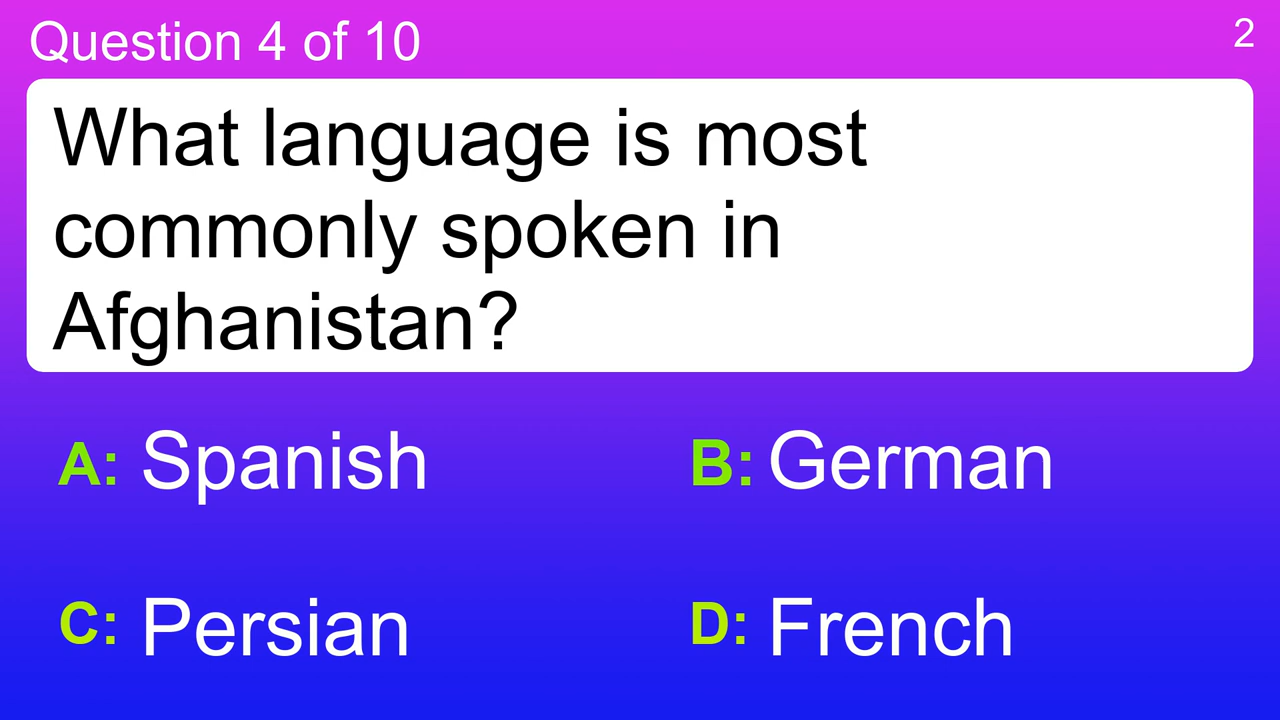 Question 4 of 10
2
What language is most
commonly spoken in
Afghanistan?
A: Spanish
B: German
C: Persian
D: French